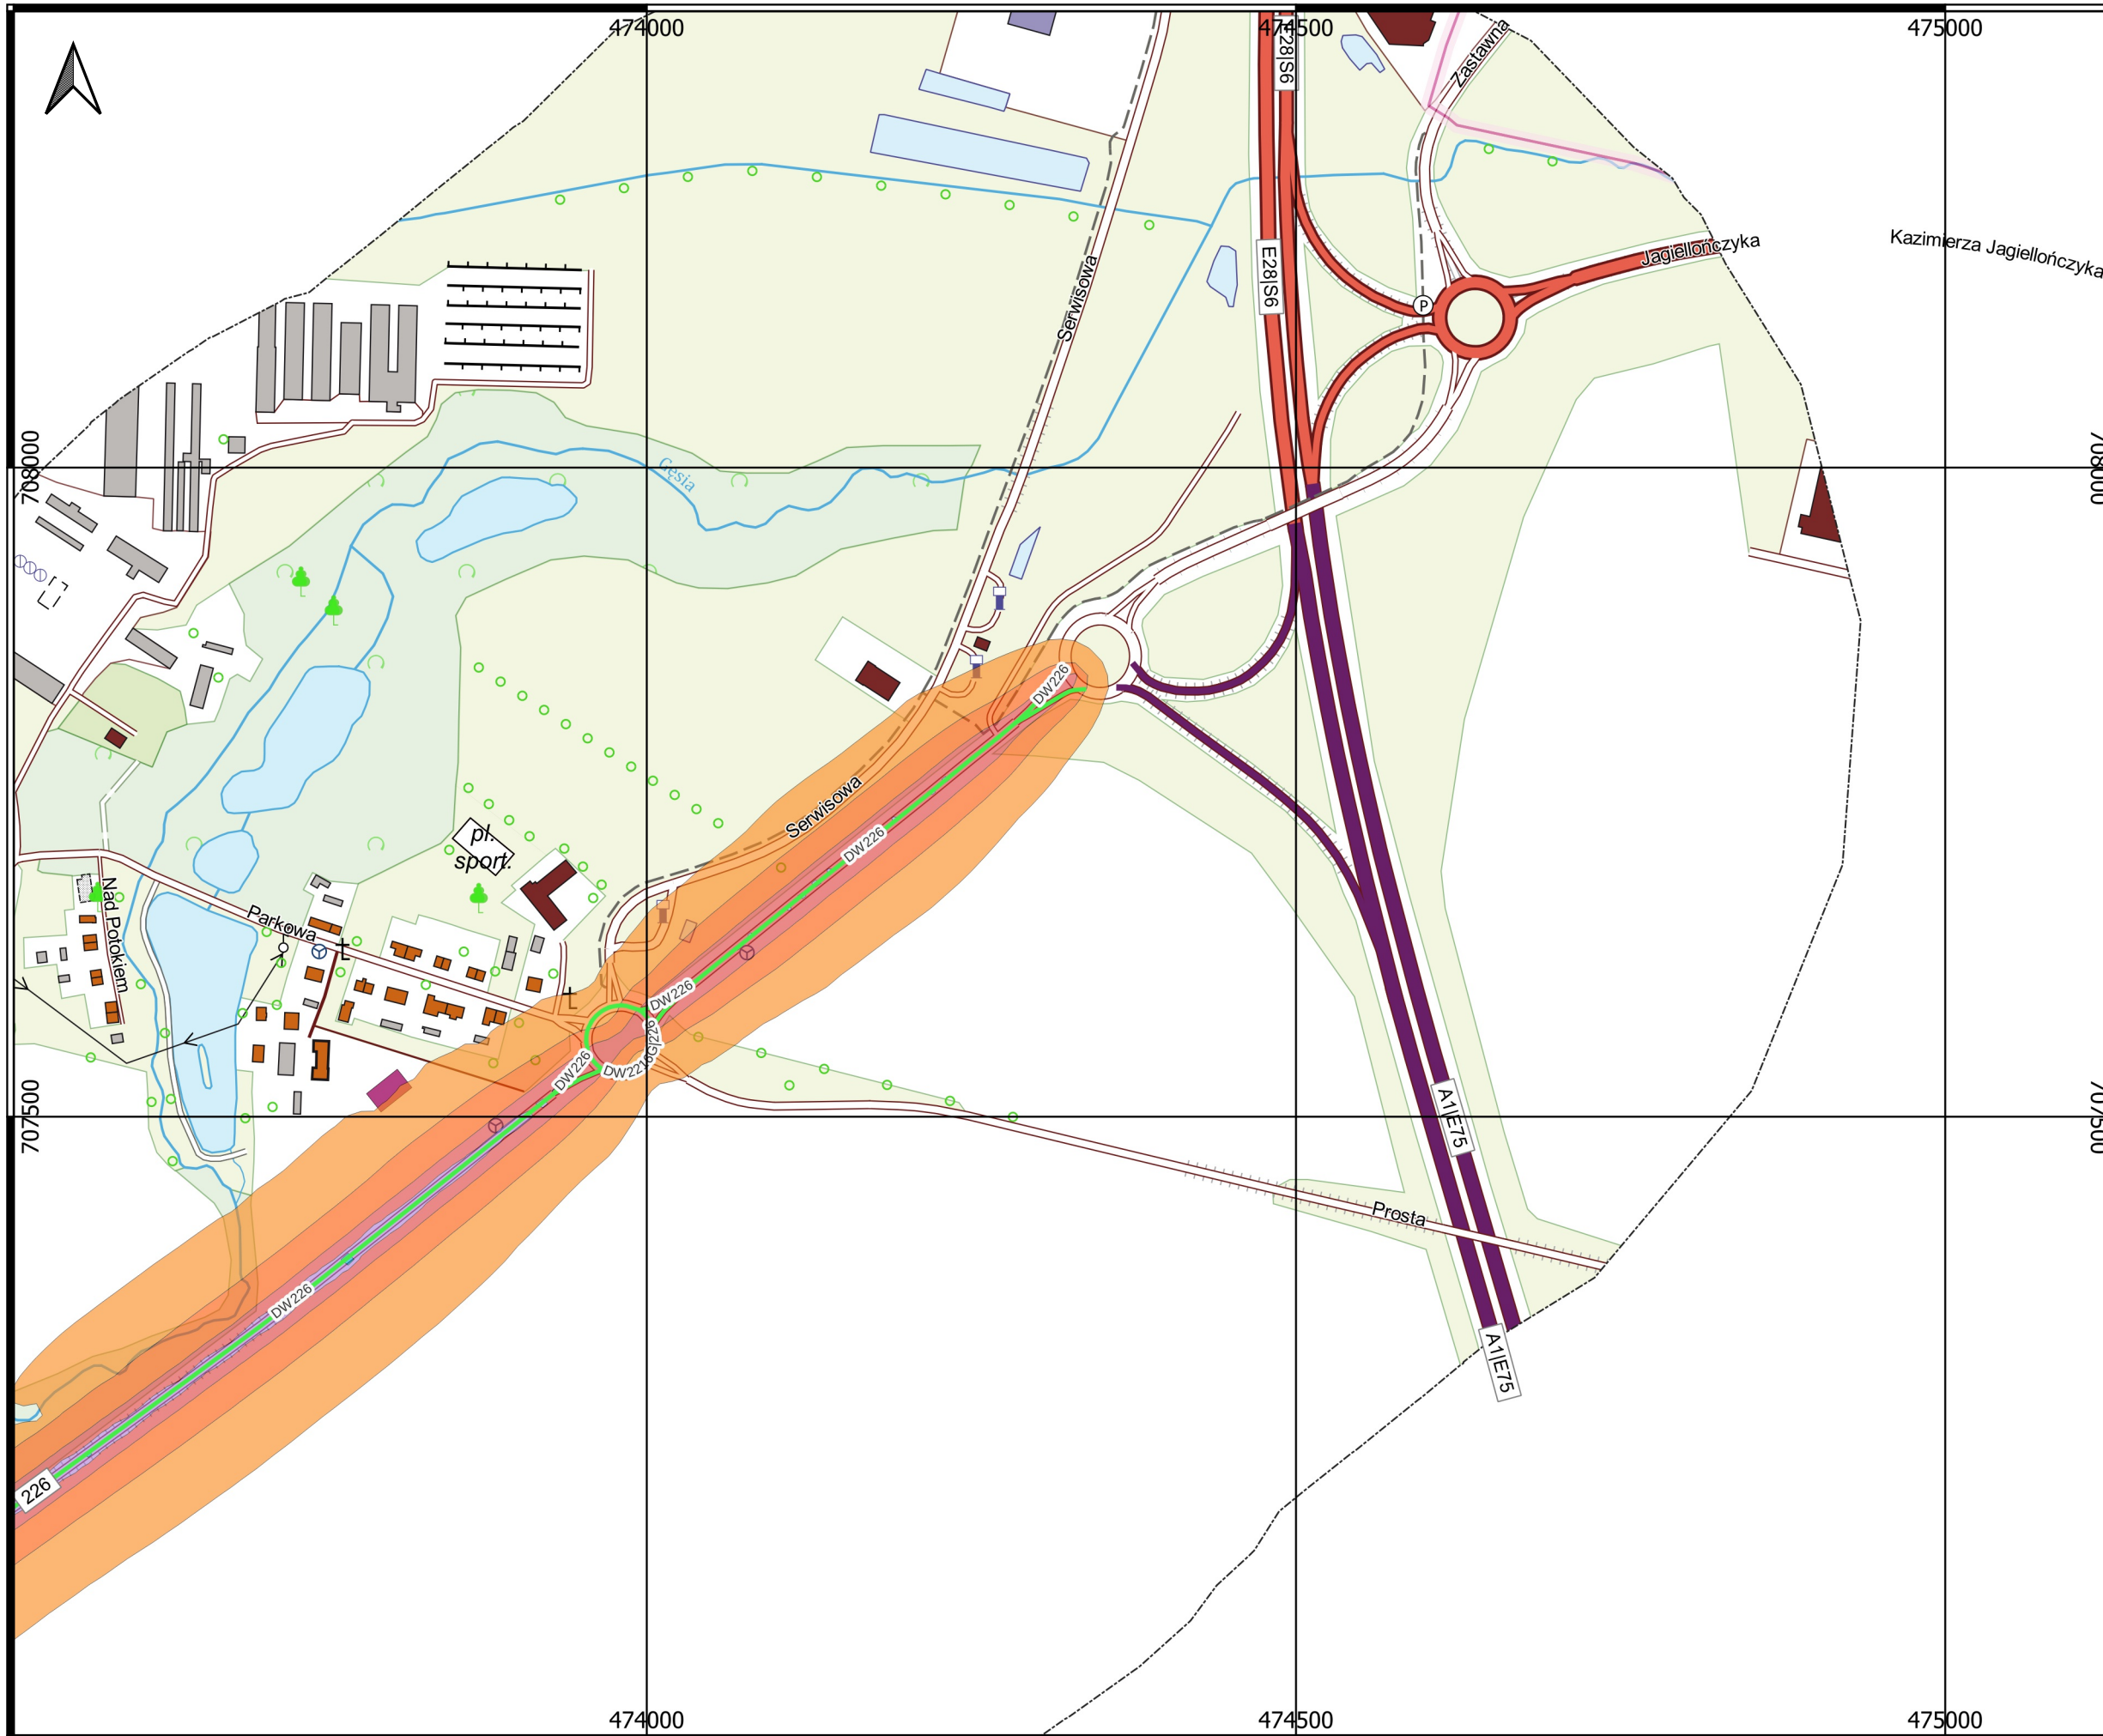 474000
474500
475000
E28|S6
Zastawna
Jagiellończyka
Kazimierza Jagiellończyka
E28|S6
Serwisowa
P
708000
Gęsia
DW226
Serwisowa
DW226
pl.
sport.
Nad Potokiem
Parkowa
DW226
DW226
707500
707500
A1|E75
Prosta
DW226
A1|E75
226
474000
474500
475000